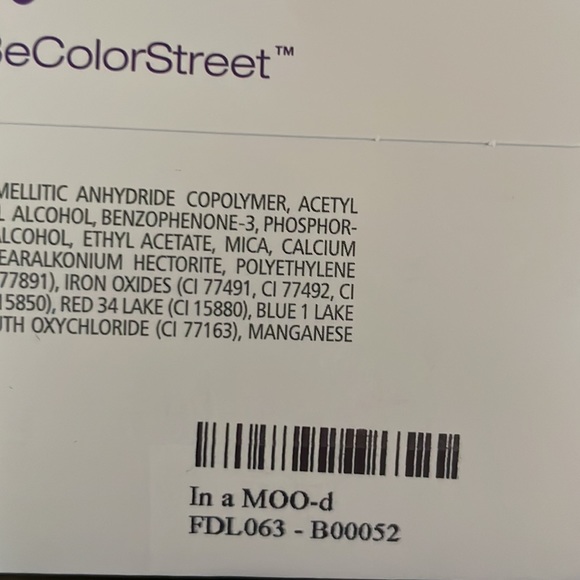 BeColorStreet™
MELLITIC ANHYDRIDE COPOLYMER, ACETYL
ALCOHOL, BENZOPHENONE-3, PHOSPHOR-
ALCOHOL, ETHYL ACETATE, MICA, CALCIUM
EARALKONIUM HECTORITE, POLYETHYLENE
77891), IRON OXIDES (CI 77491, CI 77492, CI
15850), RED 34 LAKE (CI 15880), BLUE 1 LAKE
UTH OXYCHLORIDE (CI 77163), MANGANESE
In a MOO-d
FDL063 - B00052